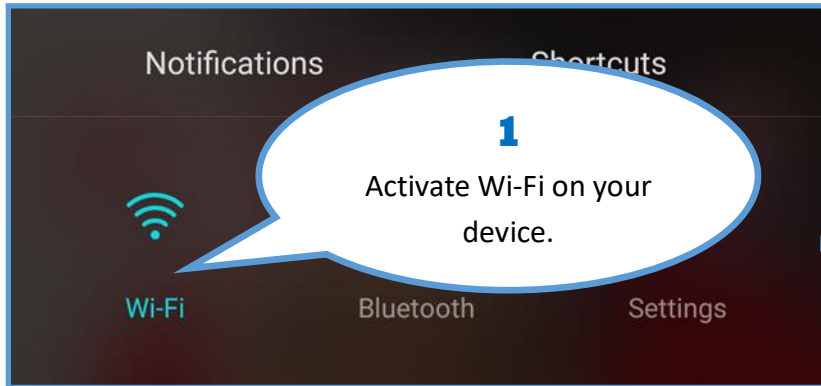 Notifications
Shortcuts
1
Activate Wi-Fi on your
device.
Wi-Fi
Bluetooth
Settings